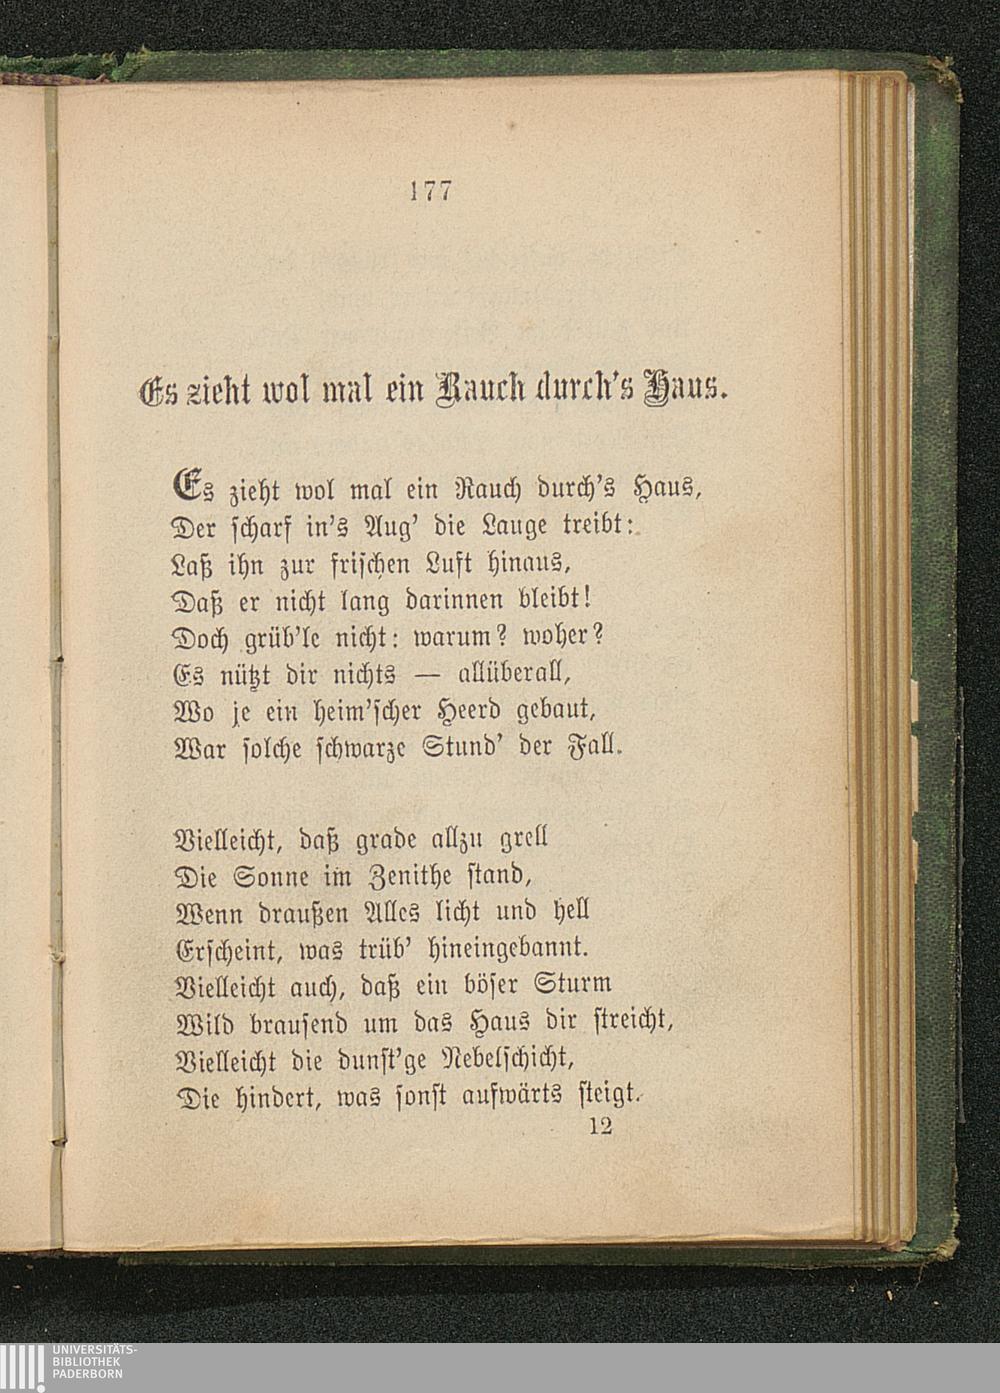 177
Es zieht wol mal ein Rauch durch's Haus.
Es zieht wol mal ein Rauch durch's Haus,
Der scharf in's Aug' die Lauge treibt:
Laß ihn zur frischen Luft hinaus,
Daß er nicht lang darinnen bleibt!
Doch grüb'le nicht: warum? woher?
Es nützt dir nichts — allüberall,
Wo je ein heim'scher Heerd gebaut,
War solche schwarze Stund' der Fall.
Vielleicht, daß grade allzu grell
Die Sonne im Zenithe stand,
Wenn draußen Alles licht und hell
Erscheint, was trüb' hineingebannt.
Vielleicht auch, daß ein böser Sturm
Wild brausend um das Haus dir streicht,
Vielleicht die dunst'ge Nebelschicht,
Die hindert, was sonst aufwärts steigt.
12
UNIVERSITÄTS-
BIBLIOTHEK
PADERBORN